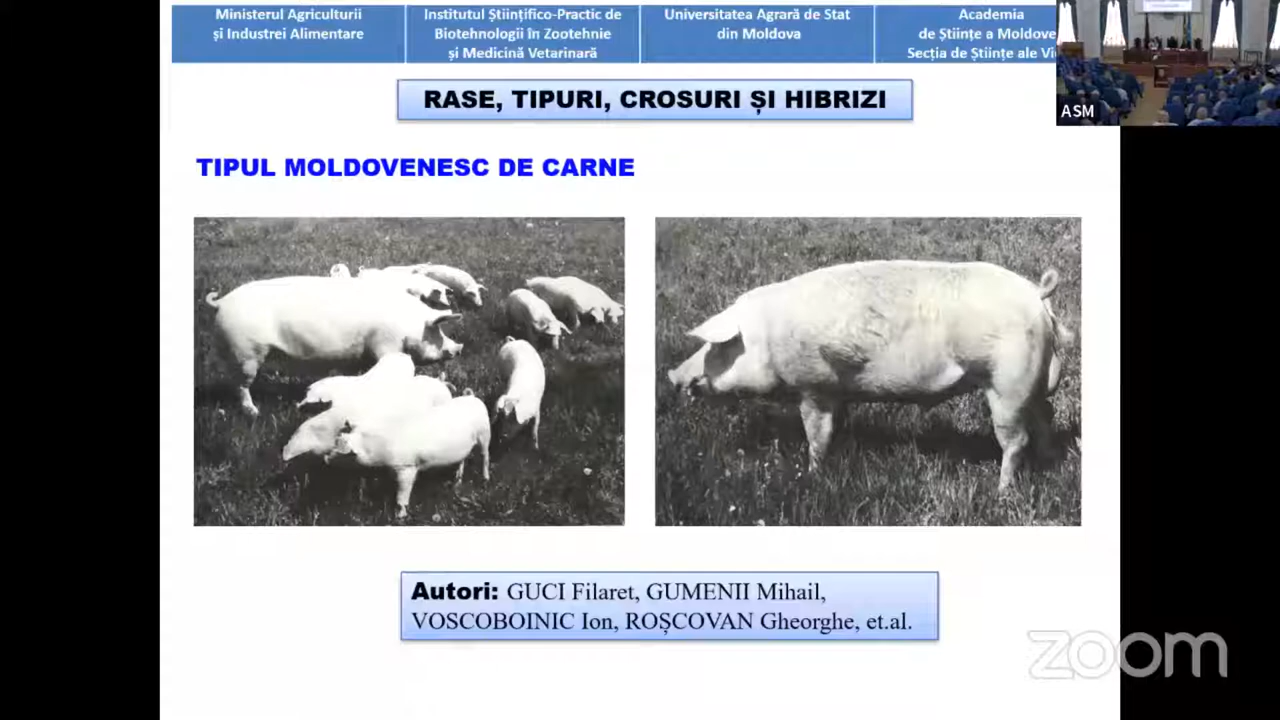 Ministerul Agriculturii
și Industriei Alimentare
Institutul Științifico-Practic de
Biotehnologii în Zootehnie
și Medicină Vetarinară
Universitatea Agrară de Stat
din Moldova
Academia
de Științe a Moldove
Secția de Științe ale Vi
ASM
RASE, TIPURI, CROSURI ȘI HIBRIZI
TIPUL MOLDOVENESC DE CARNE
Autori: GUCI Filaret, GUMENII Mihail,
VOSCOBOINIC Ion, ROȘCOVAN Gheorghe, et.al.
zoom